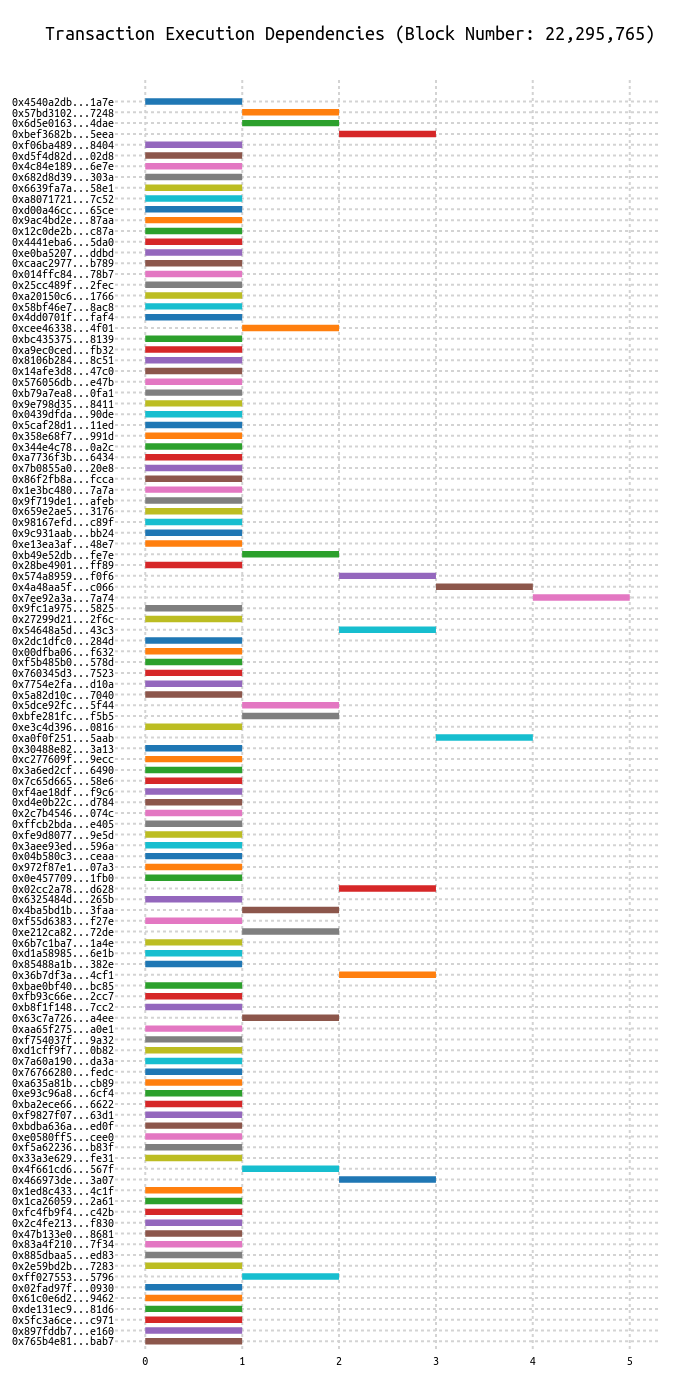 Transaction Execution Dependencies (Block Number: 22,295,765)
0x4540a2db...1a7e
0x57bd3102...7248
0x6d5e0163...4dae
0xbef3682b...5eea
0xf06ba489...8404
0xd5f4d82d...02d8
0x4c84e189...6e7e
0x682d8d39...303a
0x6639fa7a...58e1
0xa8071721...7c52
0xd00a46cc...65ce
0x9ac4bd2e...87aa
0x12c0de2b...c87a
0x4441eba6...5da0
0xe0ba5207...ddbd
0xcaac2977...b789
0x014ffc84...78b7
0x25cc489f...2fec
0xa20150c6...1766
0x58bf46e7...8ac8
0x4dd0701f...faf4
0xcee46338...4f01
0xbc435375...8139
0xa9ec0ced...fb32
0x8106b284...8c51
0x14afe3d8...47c0
0x576056db...e47b
0xb79a7ea8...0fa1
0x9e798d35...8411
0x0439dfda...90de
0x5caf28d1...11ed
0x358e68f7...991d
0x344e4c78...0a2c
0xa7736f3b...6434
0x7b0855a0...20e8
0x86f2fb8a...fcca
0x1e3bc480...7a7a
0x9f719de1...afeb
0x659e2ae5...3176
0x98167efd...c89f
0x9c931aab...bb24
0xe13ea3af...48e7
0xb49e52db...fe7e
0x28be4901...ff89
0x574a8959...f0f6
0x4a48aa5f...c066
0x7ee92a3a...7a74
0x9fc1a975...5825
0x27299d21...2f6c
0x54648a5d...43c3
0x2dc1dfc0...284d
0x00dfba06...f632
0xf5b485b0...578d
0x760345d3...7523
0x7754e2fa...d10a
0x5a82d10c...7040
0x5dce92fc...5f44
0xbfe281fc...f5b5
0xe3c4d396...0816
0xa0f0f251...5aab
0x30488e82...3a13
0xc277609f...9ecc
0x3a6ed2cf...6490
0x7c65d665...58e6
0xf4ae18df...f9c6
0xd4e0b22c...d784
0x2c7b4546...074c
0xffcb2bda...e405
0xfe9d8077...9e5d
0x3aee93ed...596a
0x04b580c3...ceaa
0x972f87e1...07a3
0x0e457709...1fb0
0x02cc2a78...d628
0x6325484d...265b
0x4ba5bd1b...3faa
0xf55d6383...f27e
0xe212ca82...72de
0x6b7c1ba7...1a4e
0xd1a58985...6e1b
0x85488a1b...382e
0x36b7df3a...4cf1
0xbae0bf40...bc85
0xfb93c66e...2cc7
0xb8f1f148...7cc2
0x63c7a726...a4ee
0xaa65f275...a0e1
0xf754037f...9a32
0xd1cff9f7...0b82
0x7a60a190...da3a
0x76766280...fedc
0xa635a81b...cb89
0xe93c96a8...6cf4
0xba2ece66...6622
0xf9827f07...63d1
0xbdba636a...ed0f
0xe0580ff5...cee0
0xf5a62236...b83f
0x33a3e629...fe31
0x4f661cd6...567f
0x466973de...3a07
0x1ed8c433...4c1f
0x1ca26059...2a61
0xfc4fb9f4...c42b
0x2c4fe213...f830
0x47b133e0...8681
0x83a4f210...7f34
0x885dbaa5...ed83
0x2e59bd2b...7283
0xff027553...5796
0x02fad97f...0930
0x61c0e6d2...9462
0xde131ec9...81d6
0x5fc3a6ce...c971
0x897fddb7...e160
0x765b4e81...bab7
0 1 2 3 4 5